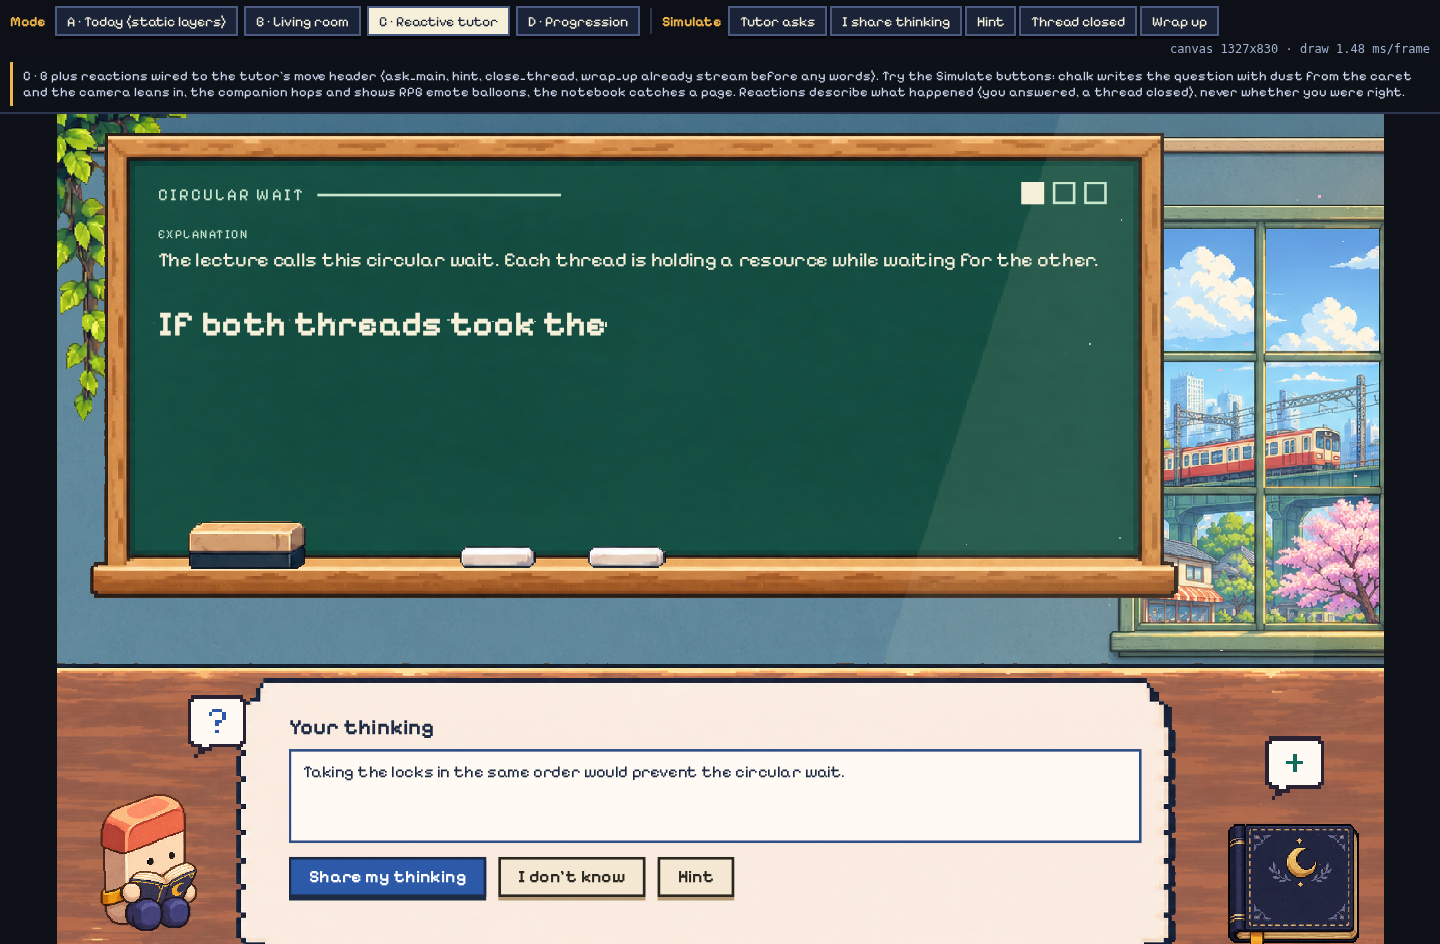 Mode A · Today (static layers) B · Living room C · Reactive tutor D · Progression Simulate Tutor asks I share thinking Hint Thread closed Wrap up
canvas 1327x830 · draw 1.48 ms/frame
C · B plus reactions wired to the tutor's move header (ask_main, hint, close_thread, wrap_up already stream before any words). Try the Simulate buttons: chalk writes the question with dust from the caret
and the camera leans in, the companion hops and shows RPG emote balloons, the notebook catches a page. Reactions describe what happened (you answered, a thread closed), never whether you were right.
CIRCULAR WAIT
EXPLANATION
The lecture calls this circular wait. Each thread is holding a resource while waiting for the other.
If both threads took the
?
Your thinking
+
Taking the locks in the same order would prevent the circular wait.
Share my thinking I don't know Hint